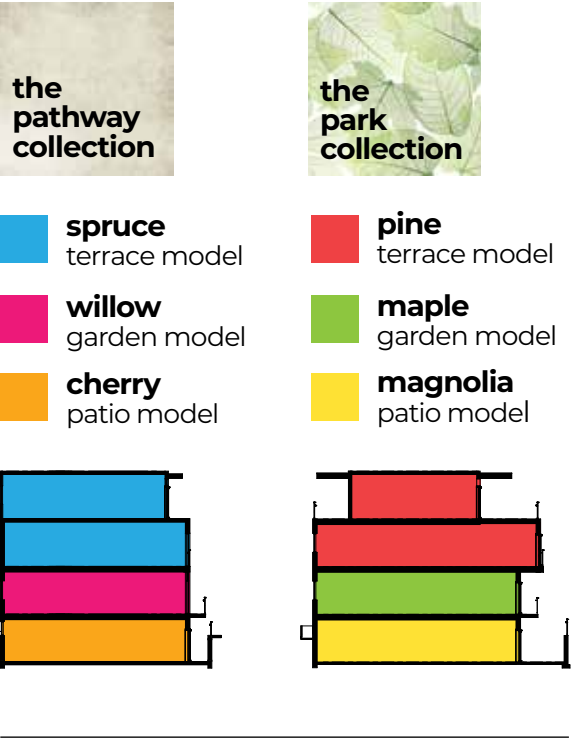 the
pathway
collection
the
park
collection
spruce
terrace model
willow
garden model
cherry
patio model
pine
terrace model
maple
garden model
magnolia
patio model